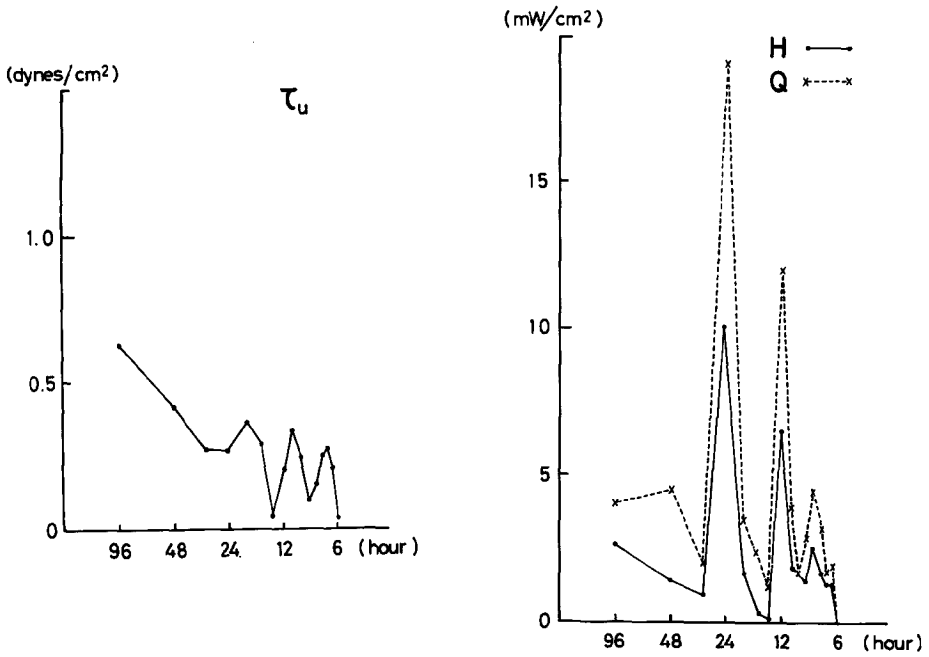 (dynes/cm²)
τu
1.0
0.5
0
96 48 24. 12 6 (hour)
(mW/cm²)
H
Q
15
10
5
0
96 48 24 12 6 (hour)